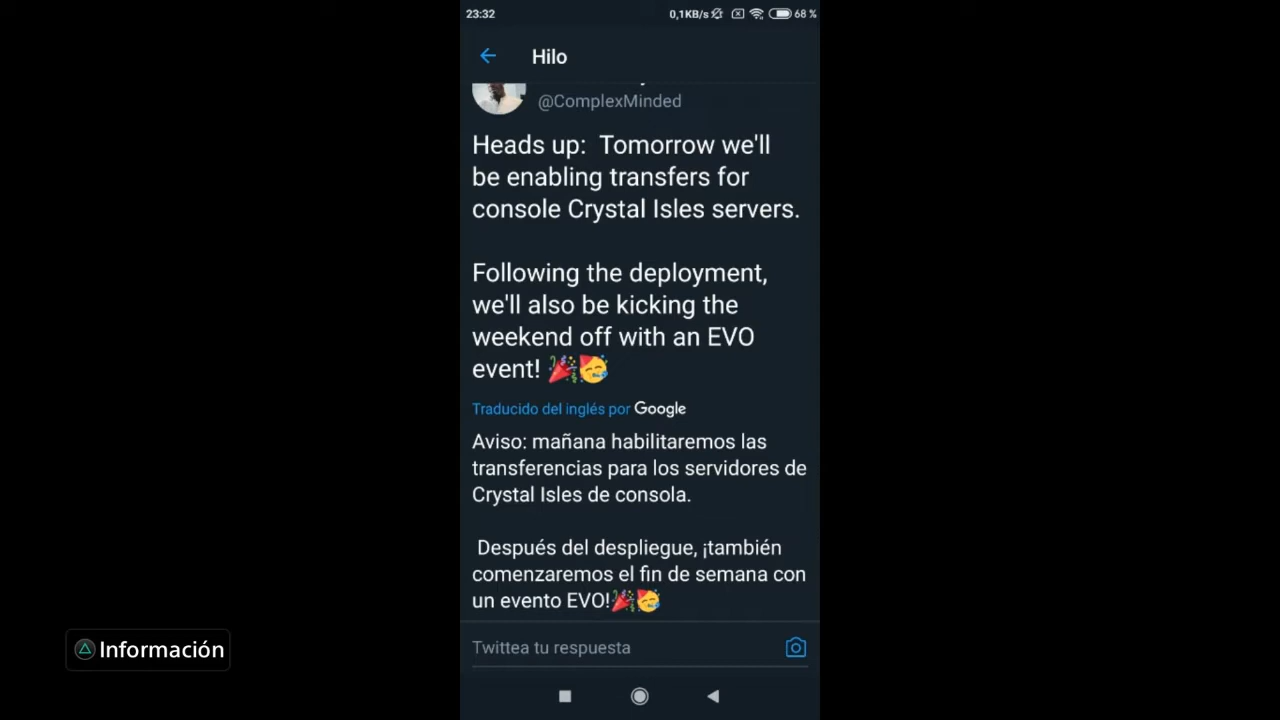 23:32
0,1KB/s
68 %
Hilo
@ComplexMinded
Heads up:  Tomorrow we'll
be enabling transfers for
console Crystal Isles servers.
Following the deployment,
we'll also be kicking the
weekend off with an EVO
event! 🎉🥳
Traducido del inglés por Google
Aviso: mañana habilitaremos las
transferencias para los servidores de
Crystal Isles de consola.
Después del despliegue, ¡también
comenzaremos el fin de semana con
un evento EVO!🎉🥳
Twittea tu respuesta
Información